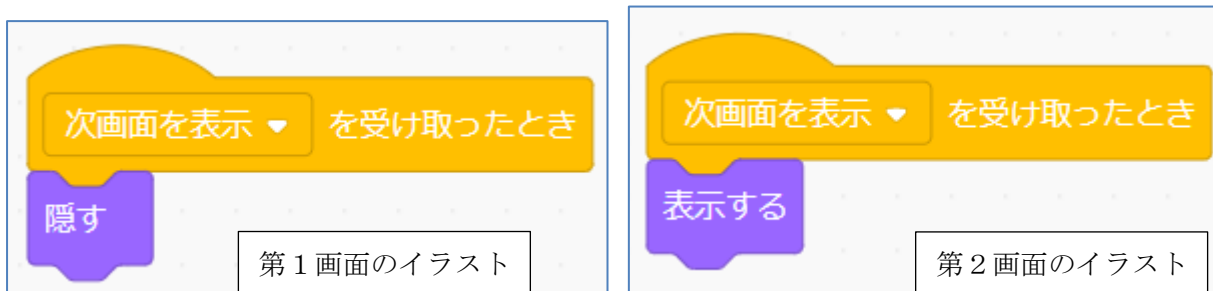 次画面を表示 を受け取ったとき
隠す
第１画面のイラスト
次画面を表示 を受け取ったとき
表示する
第２画面のイラスト